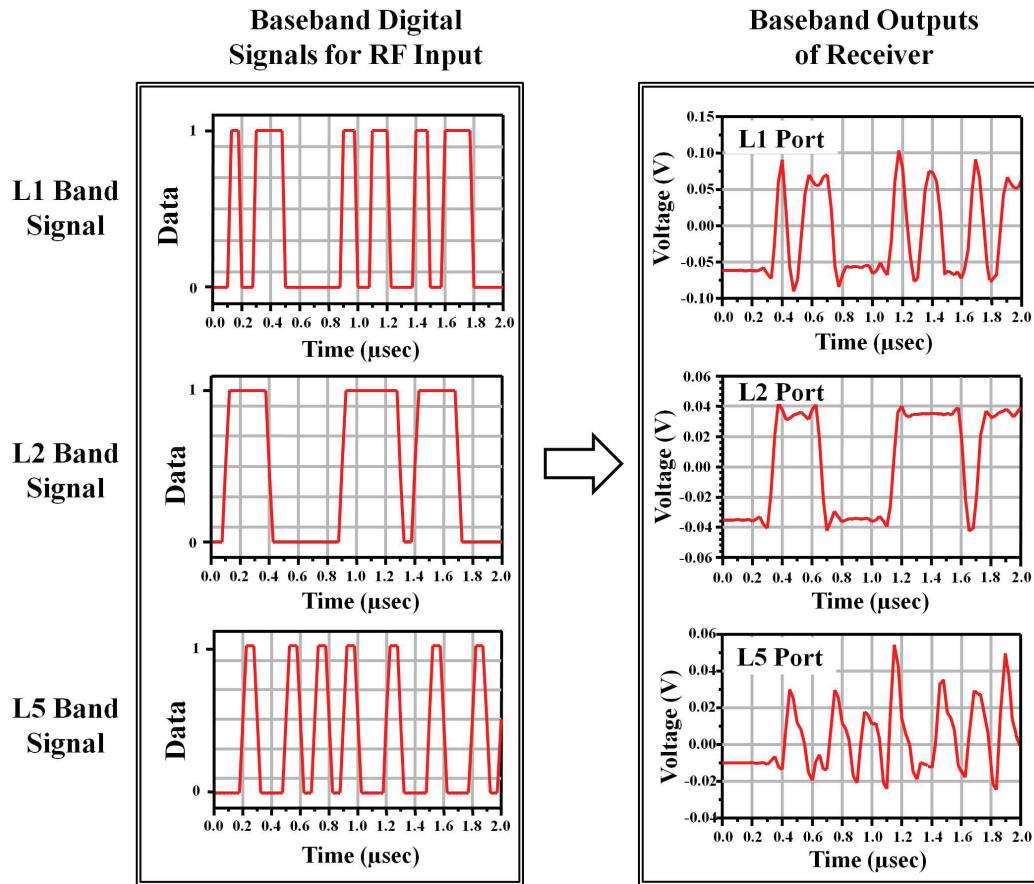 Baseband Digital
Signals for RF Input
Baseband Outputs
of Receiver
L1 Band
Signal
Data
1
0
0.0 0.2 0.4 0.6 0.8 1.0 1.2 1.4 1.6 1.8 2.0
Time (μsec)
L1 Port
Voltage (V)
0.15
0.10
0.05
0.00
-0.05
-0.10
0.0 0.2 0.4 0.6 0.8 1.0 1.2 1.4 1.6 1.8 2.0
Time (μsec)
L2 Band
Signal
Data
1
0
0.0 0.2 0.4 0.6 0.8 1.0 1.2 1.4 1.6 1.8 2.0
Time (μsec)
L2 Port
Voltage (V)
0.06
0.04
0.02
0.00
-0.02
-0.04
-0.06
0.0 0.2 0.4 0.6 0.8 1.0 1.2 1.4 1.6 1.8 2.0
Time (μsec)
L5 Band
Signal
Data
1
0
0.0 0.2 0.4 0.6 0.8 1.0 1.2 1.4 1.6 1.8 2.0
Time (μsec)
L5 Port
Voltage (V)
0.06
0.04
0.02
0.00
-0.02
-0.04
0.0 0.2 0.4 0.6 0.8 1.0 1.2 1.4 1.6 1.8 2.0
Time (μsec)